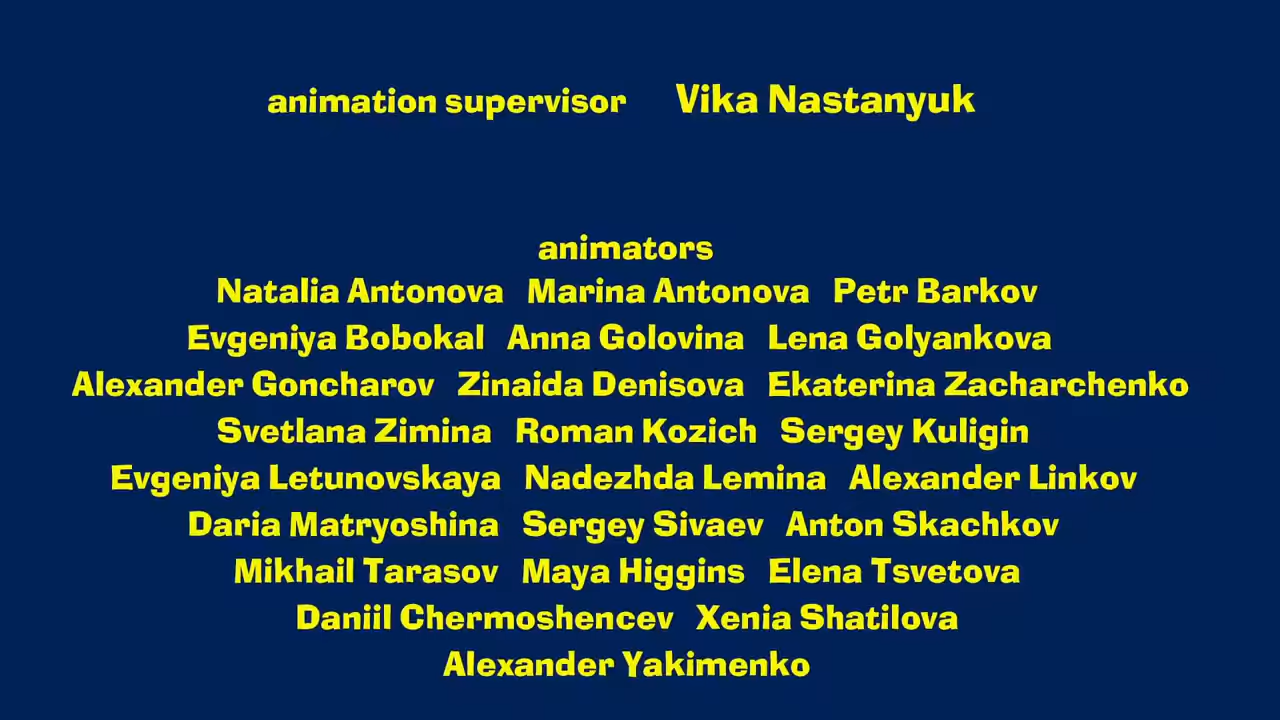 animation supervisor Vika Nastanyuk
animators
Natalia Antonova Marina Antonova Petr Barkov
Evgeniya Bobokal Anna Golovina Lena Golyankova
Alexander Goncharov Zinaida Denisova Ekaterina Zacharchenko
Svetlana Zimina Roman Kozich Sergey Kuligin
Evgeniya Letunovskaya Nadezhda Lemina Alexander Linkov
Daria Matryoshina Sergey Sivaev Anton Skachkov
Mikhail Tarasov Maya Higgins Elena Tsvetova
Daniil Chermoshencev Xenia Shatilova
Alexander Yakimenko